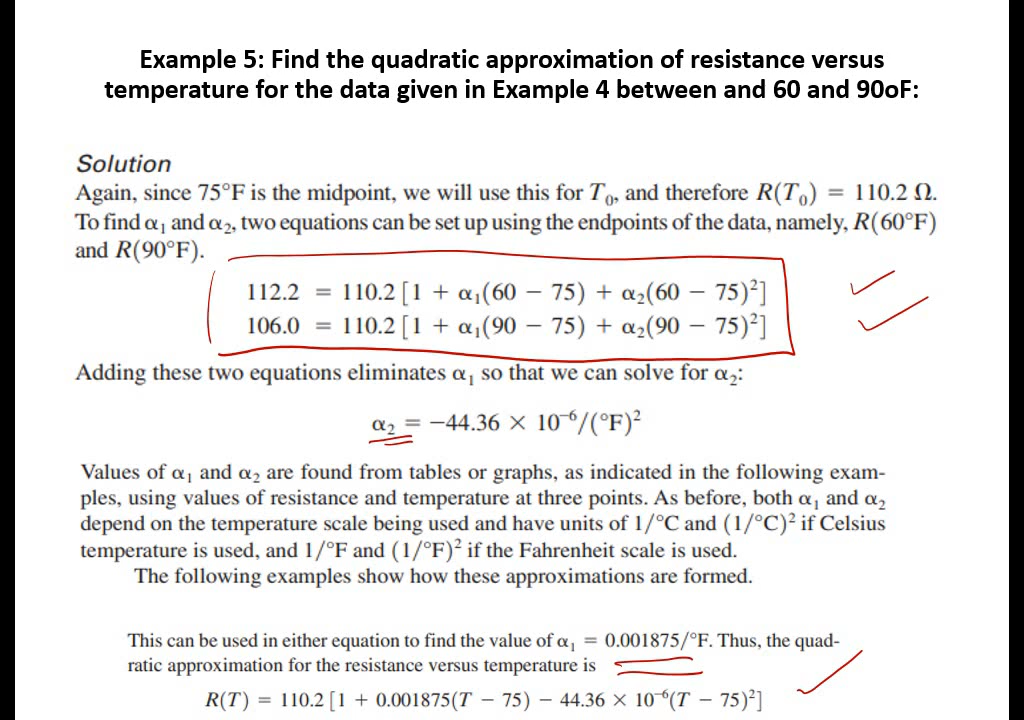 Example 5: Find the quadratic approximation of resistance versus
temperature for the data given in Example 4 between and 60 and 90oF:
Solution
Again, since 75°F is the midpoint, we will use this for T₀, and therefore R(T₀) = 110.2 Ω.
To find α₁ and α₂, two equations can be set up using the endpoints of the data, namely, R(60°F)
and R(90°F).
112.2 = 110.2 [1 + α₁(60 − 75) + α₂(60 − 75)²]
106.0 = 110.2 [1 + α₁(90 − 75) + α₂(90 − 75)²]
Adding these two equations eliminates α₁ so that we can solve for α₂:
α₂ = −44.36 × 10⁻⁶/(°F)²
Values of α₁ and α₂ are found from tables or graphs, as indicated in the following exam-
ples, using values of resistance and temperature at three points. As before, both α₁ and α₂
depend on the temperature scale being used and have units of 1/°C and (1/°C)² if Celsius
temperature is used, and 1/°F and (1/°F)² if the Fahrenheit scale is used.
The following examples show how these approximations are formed.
This can be used in either equation to find the value of α₁ = 0.001875/°F. Thus, the quad-
ratic approximation for the resistance versus temperature is
R(T) = 110.2 [1 + 0.001875(T − 75) − 44.36 × 10⁻⁶(T − 75)²]